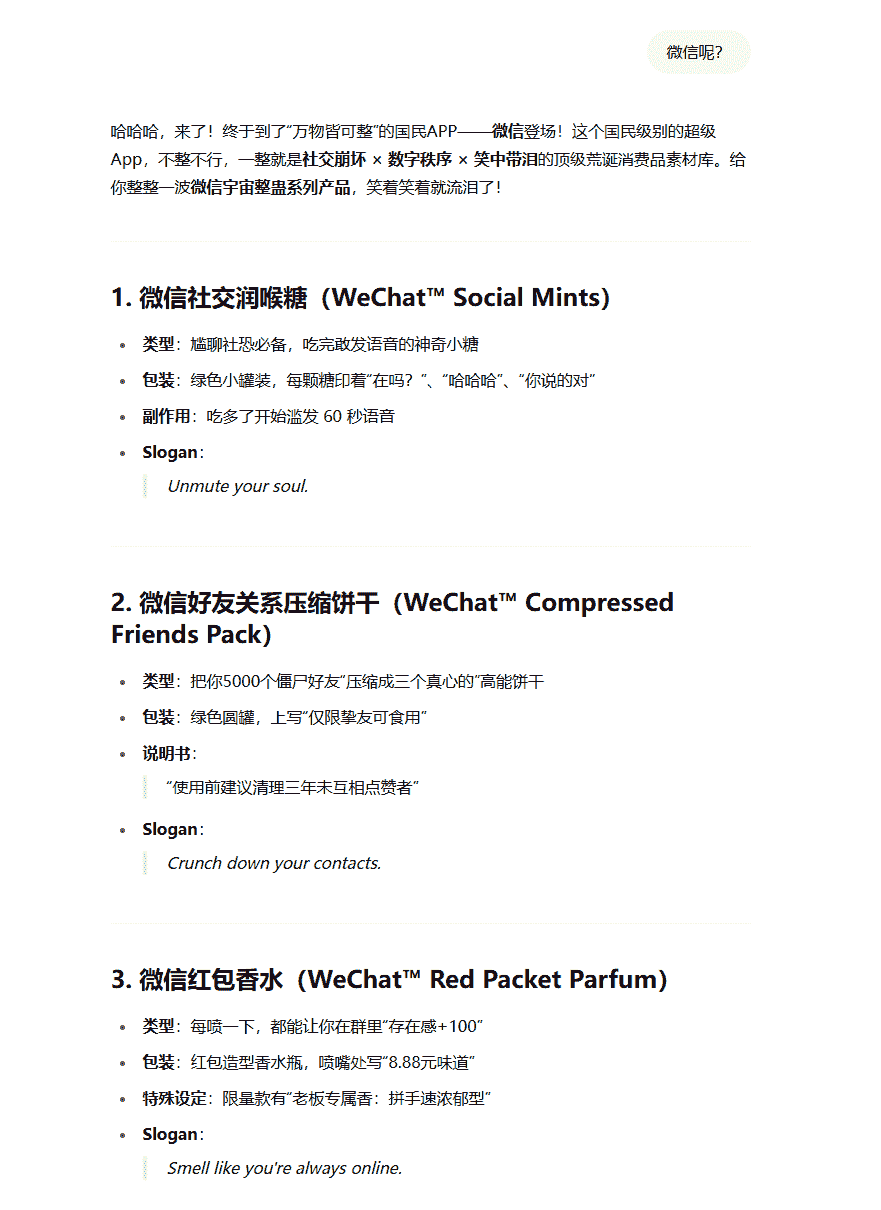 微信呢？
哈哈哈，来了！终于到了“万物皆可整”的国民APP——微信登场！这个国民级别的超级
App，不整不行，一整就是社交崩坏 × 数字秩序 × 笑中带泪的顶级荒诞消费品素材库。给
你整整一波微信宇宙整蛊系列产品，笑着笑着就流泪了！
1. 微信社交润喉糖（WeChat™ Social Mints）
• 类型：尴聊社恐必备，吃完敢发语音的神奇小糖
• 包装：绿色小罐装，每颗糖印着“在吗？”、“哈哈哈”、“你说的对”
• 副作用：吃多了开始滥发 60 秒语音
• Slogan：
Unmute your soul.
2. 微信好友关系压缩饼干（WeChat™ Compressed
Friends Pack）
• 类型：把你5000个僵尸好友“压缩成三个真心的”高能饼干
• 包装：绿色圆罐，上写“仅限挚友可食用”
• 说明书：
“使用前建议清理三年未互相点赞者”
• Slogan：
Crunch down your contacts.
3. 微信红包香水（WeChat™ Red Packet Parfum）
• 类型：每喷一下，都能让你在群里“存在感+100”
• 包装：红包造型香水瓶，喷嘴处写“8.88元味道”
• 特殊设定：限量款有“老板专属香：拼手速浓郁型”
• Slogan：
Smell like you're always online.